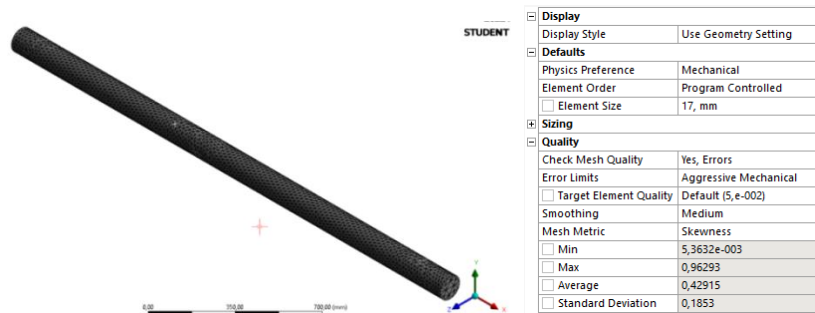 STUDENT
0,00 350,00 700,00 (mm)
Y
Z X
Display
Display Style Use Geometry Setting
Defaults
Physics Preference Mechanical
Element Order Program Controlled
Element Size 17, mm
Sizing
Quality
Check Mesh Quality Yes, Errors
Error Limits Aggressive Mechanical
Target Element Quality Default (5,e-002)
Smoothing Medium
Mesh Metric Skewness
Min 5,3632e-003
Max 0,96293
Average 0,42915
Standard Deviation 0,1853